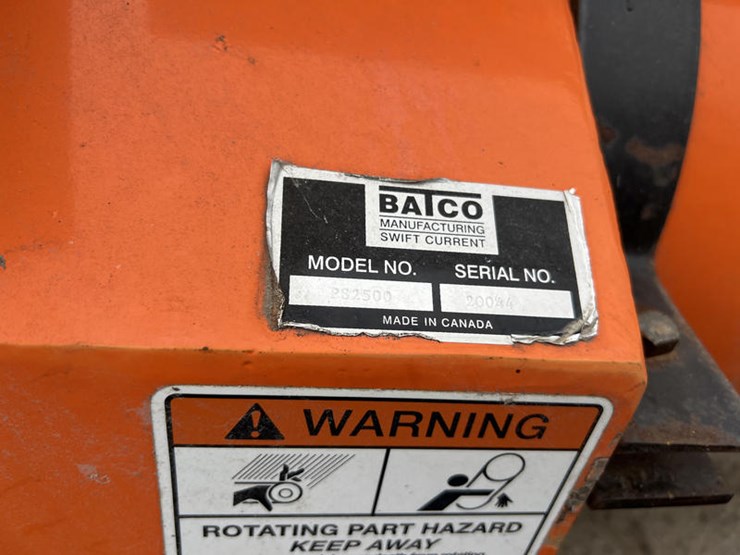 BATCO
MANUFACTURING
SWIFT CURRENT
MODEL NO. SERIAL NO.
MADE IN CANADA
WARNING
ROTATING PART HAZARD
KEEP AWAY